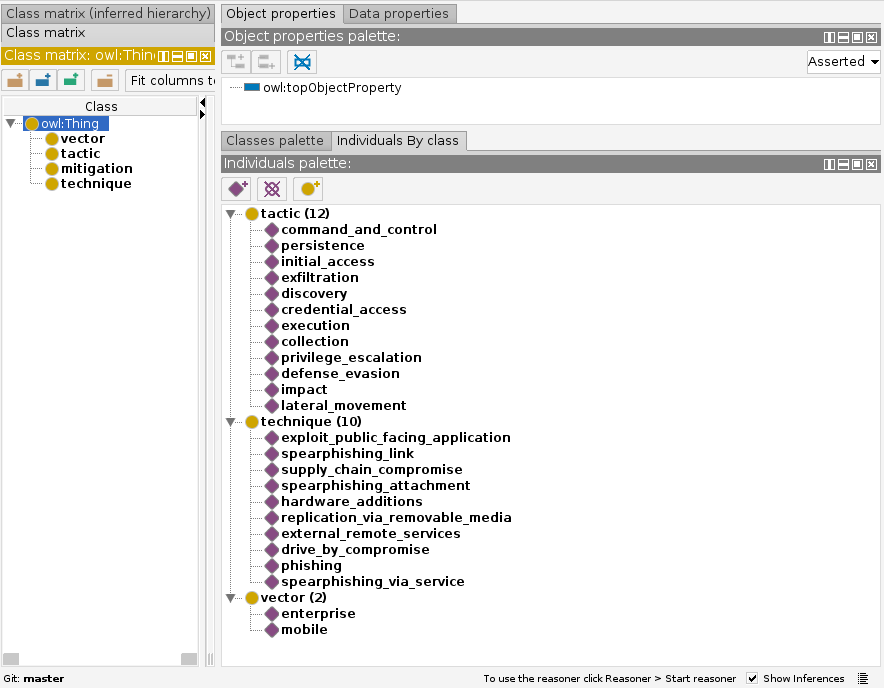 Class matrix (inferred hierarchy)
Class matrix
Class matrix: owl:Thin
Fit columns to
Class
owl:Thing
vector
tactic
mitigation
technique
Object properties
Data properties
Object properties palette:
Asserted
owl:topObjectProperty
Classes palette
Individuals By class
Individuals palette:
tactic (12)
command_and_control
persistence
initial_access
exfiltration
discovery
credential_access
execution
collection
privilege_escalation
defense_evasion
impact
lateral_movement
technique (10)
exploit_public_facing_application
spearphishing_link
supply_chain_compromise
spearphishing_attachment
hardware_additions
replication_via_removable_media
external_remote_services
drive_by_compromise
phishing
spearphishing_via_service
vector (2)
enterprise
mobile
Git: master
To use the reasoner click Reasoner > Start reasoner
Show Inferences